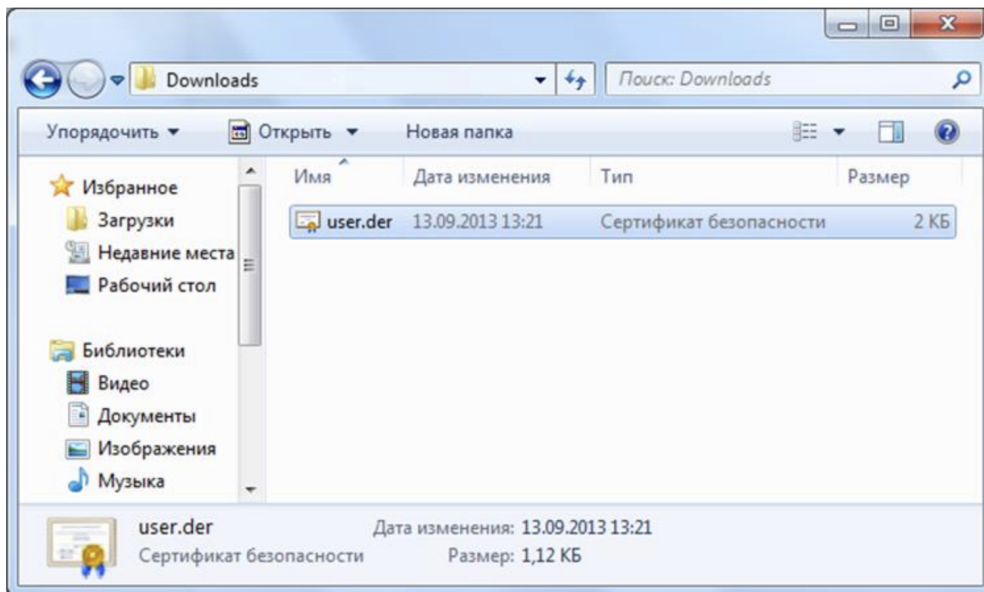 Downloads
Поиск: Downloads
Упорядочить Открыть Новая папка
Избранное
Загрузки
Недавние места
Рабочий стол
Библиотеки
Видео
Документы
Изображения
Музыка
Имя Дата изменения Тип Размер
user.der 13.09.2013 13:21 Сертификат безопасности 2 КБ
user.der Дата изменения: 13.09.2013 13:21
Сертификат безопасности Размер: 1,12 КБ